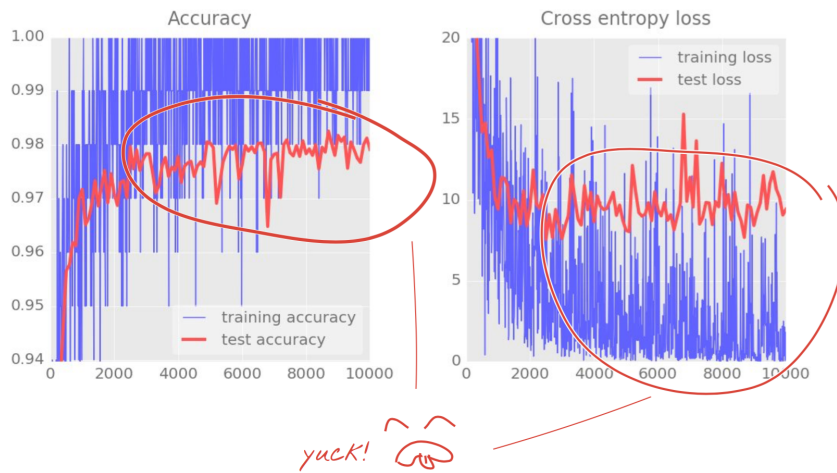 Accuracy
1.00
0.99
0.98
0.97
0.96
0.95
0.94
training accuracy
test accuracy
0 2000 4000 6000 8000 10000
Cross entropy loss
20
15
10
5
0
training loss
test loss
0 2000 4000 6000 8000 10000
yuck!